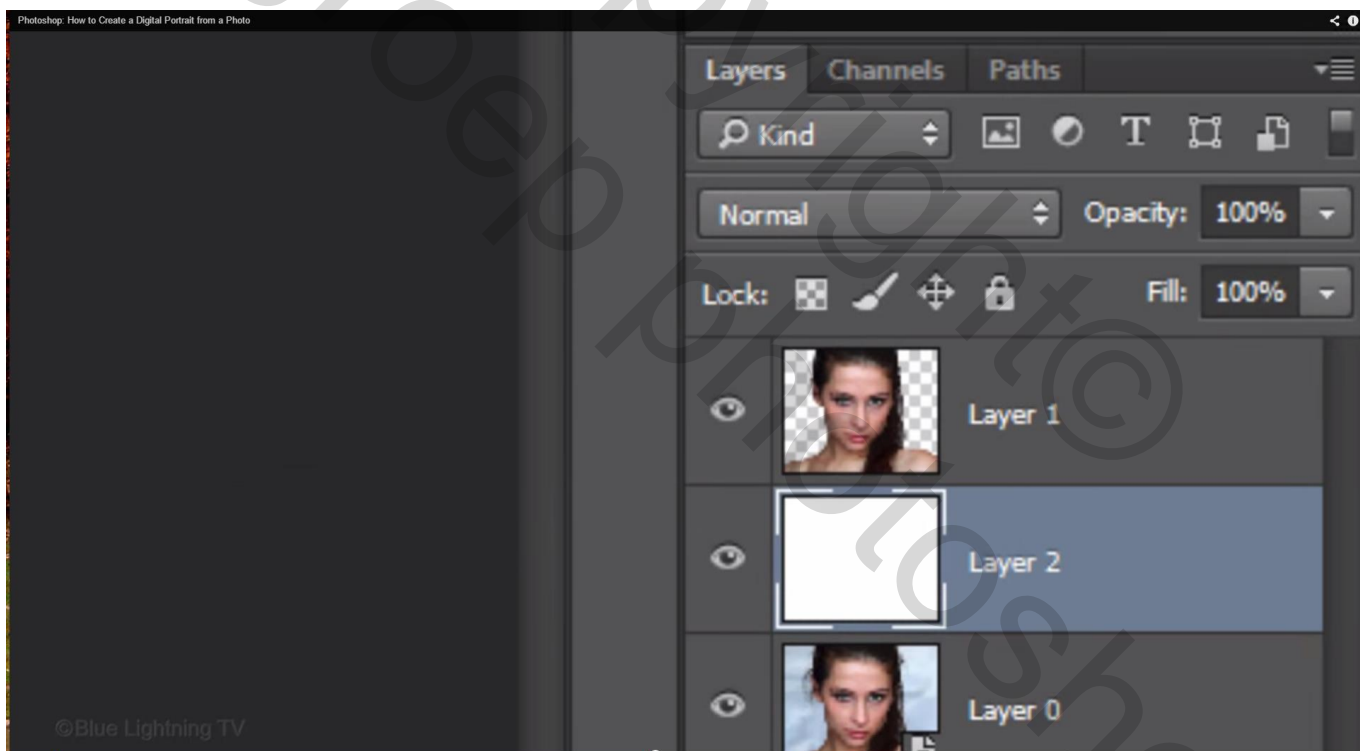 Photoshop: How to Create a Digital Portrait from a Photo
Layers Channels Paths
Kind
Normal Opacity: 100%
Lock: Fill: 100%
Layer 1
Layer 2
Layer 0
©Blue Lightning TV